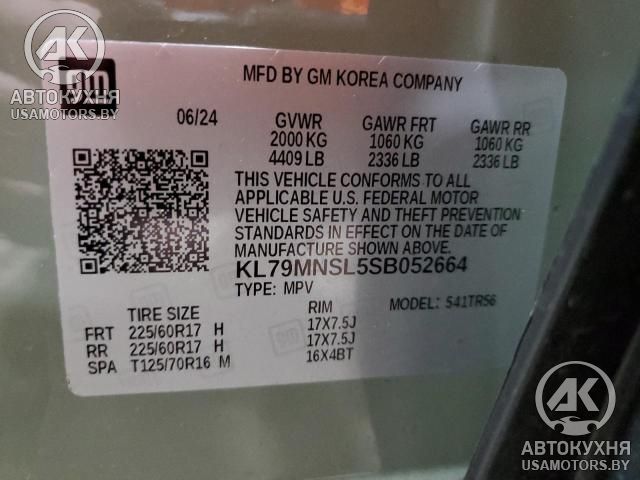 АВТОКУХНЯ
USAMOTORS.BY
gm
MFD BY GM KOREA COMPANY
06/24 GVWR GAWR FRT GAWR RR
2000 KG 1060 KG 1060 KG
4409 LB 2336 LB 2336 LB
THIS VEHICLE CONFORMS TO ALL
APPLICABLE U.S. FEDERAL MOTOR
VEHICLE SAFETY AND THEFT PREVENTION
STANDARDS IN EFFECT ON THE DATE OF
MANUFACTURE SHOWN ABOVE.
KL79MNSL5SB052664
TYPE: MPV MODEL: 541TR56
TIRE SIZE RIM
FRT 225/60R17 H 17X7.5J
RR 225/60R17 H 17X7.5J
SPA T125/70R16 M 16X4BT
АК
АВТОКУХНЯ
USAMOTORS.BY